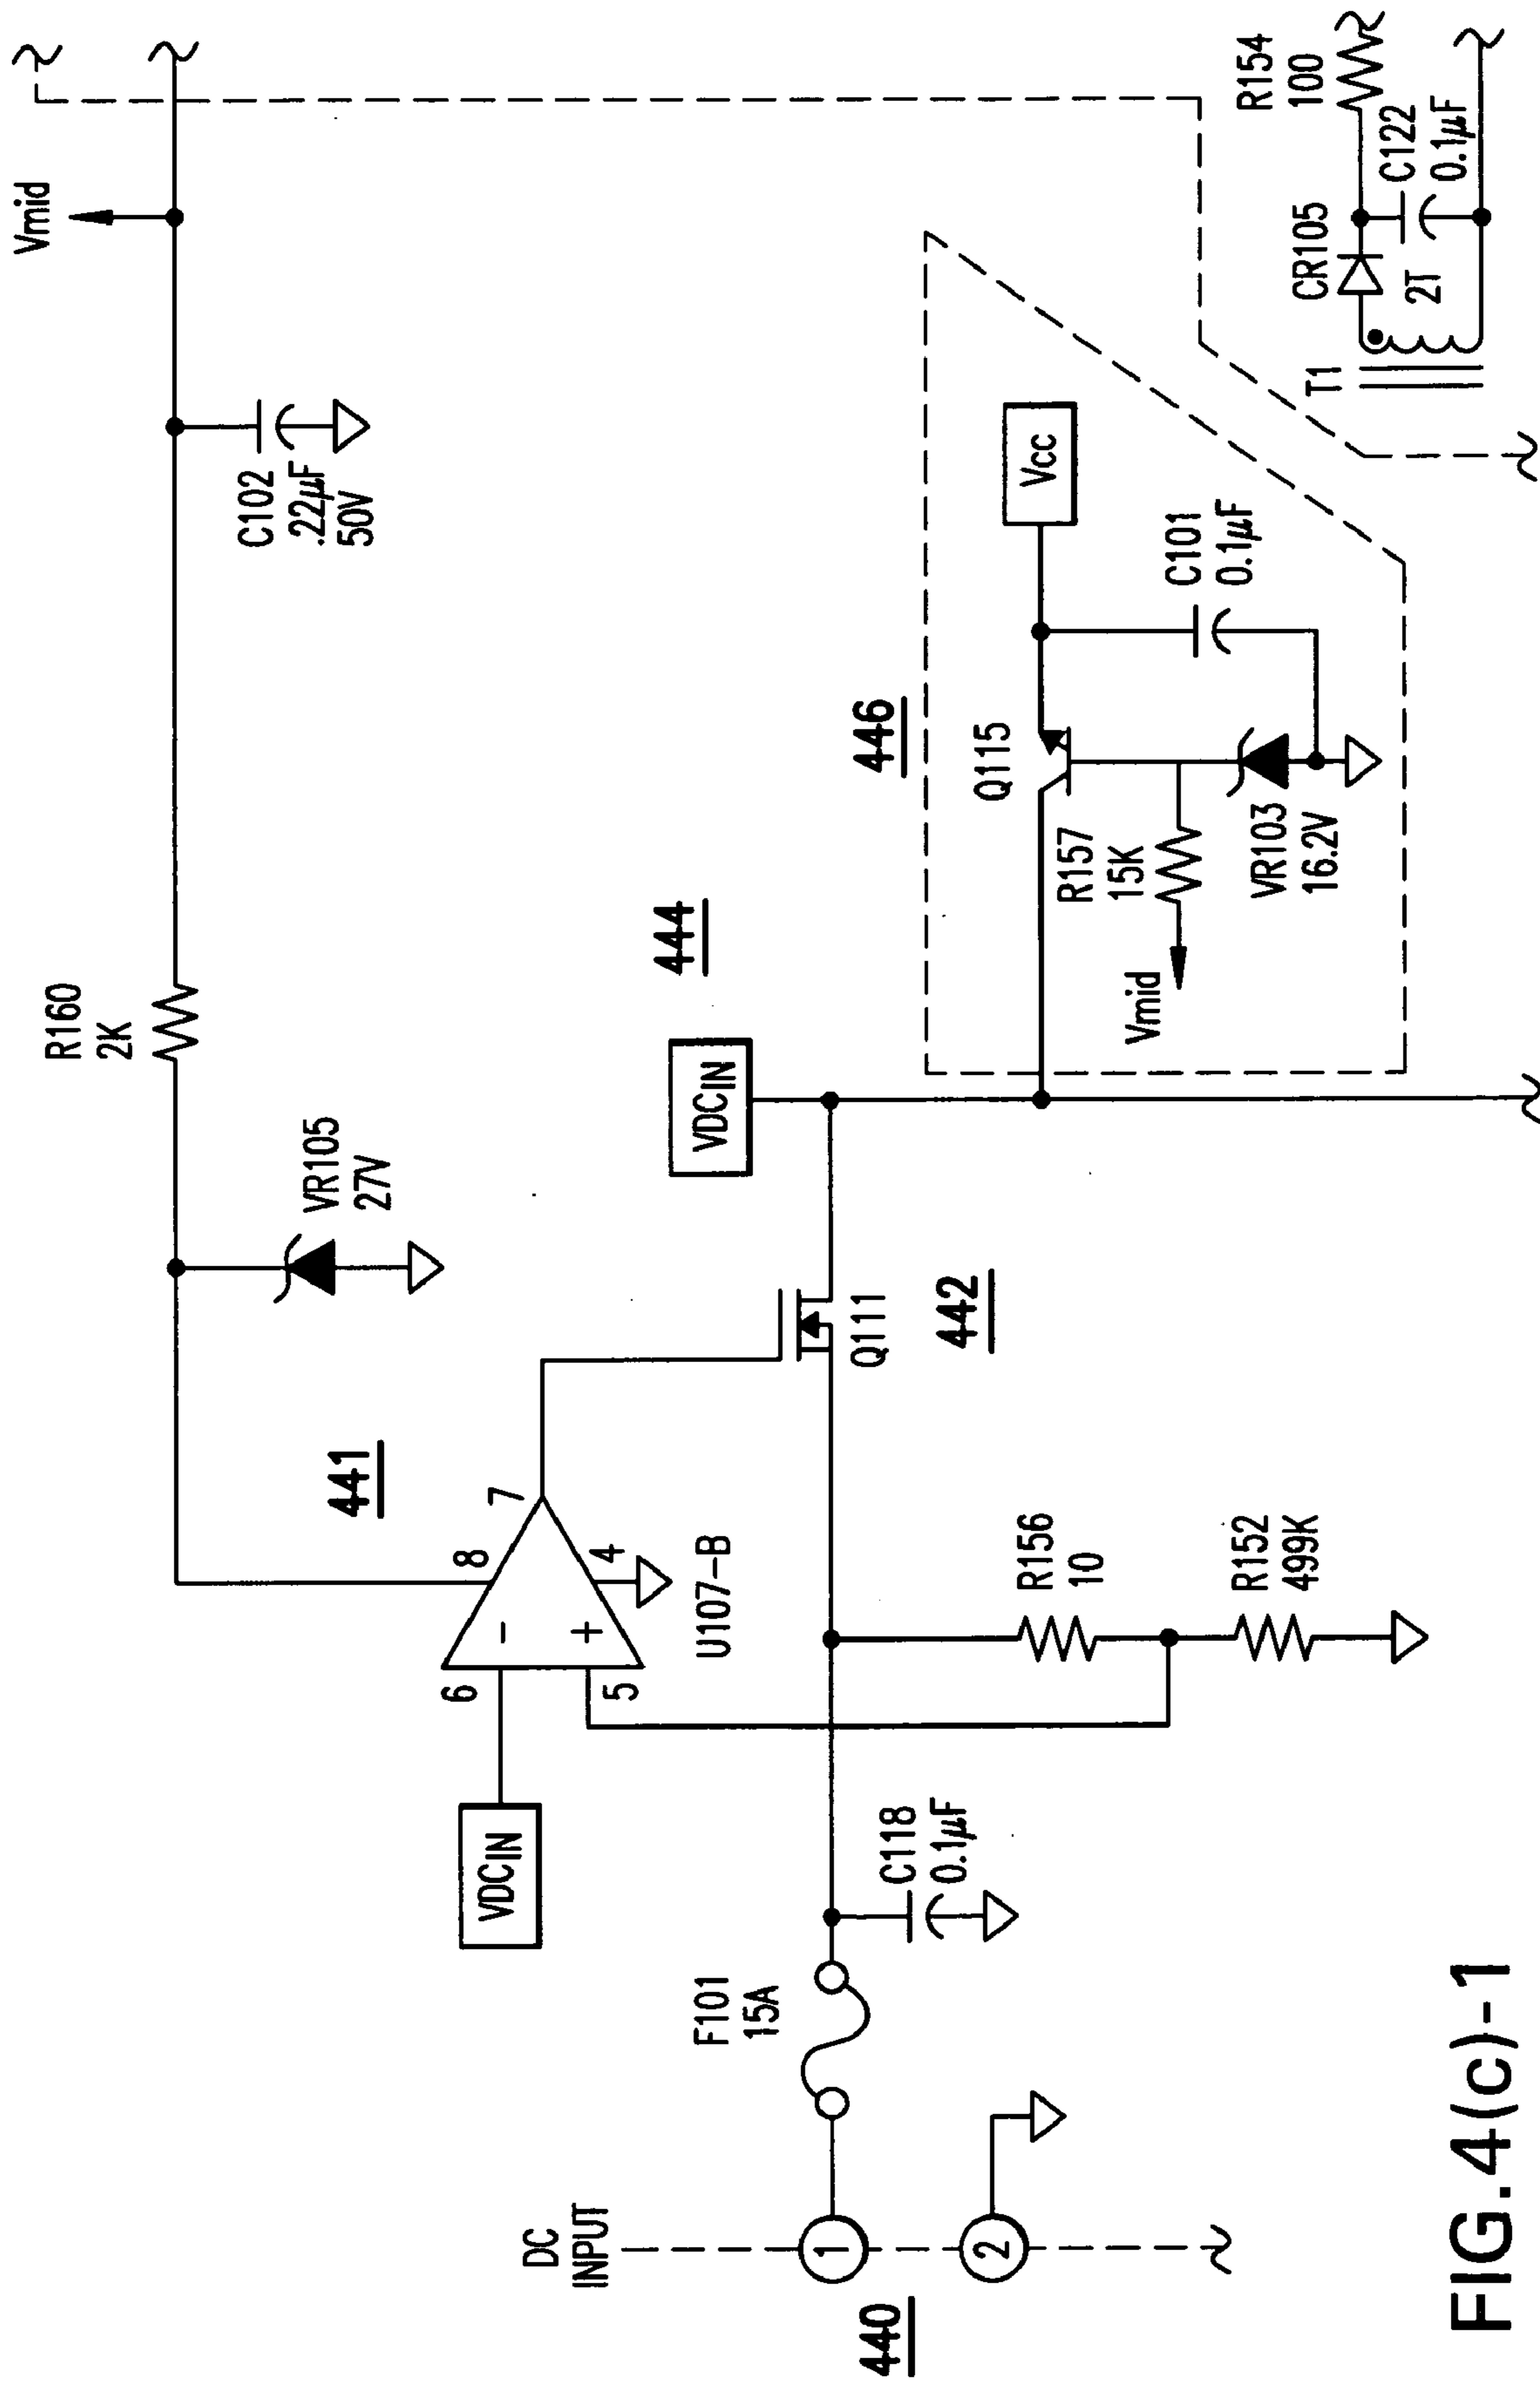 Vmid
R160
2K
C102
.22μF
50V
VR105
27V
441
8
7
6
5
4
−
+
U107-B
VDCIN
VDCIN
444
Q111
442
446
Q115
Vcc
R157
15K
Vmid
C101
0.1μF
VR103
16.2V
R154
100
CR105
C122
0.1μF
2T
T1
DC
INPUT
1
2
440
F101
15A
C118
0.1μF
R156
10
R152
499K
FIG.4(c)-1